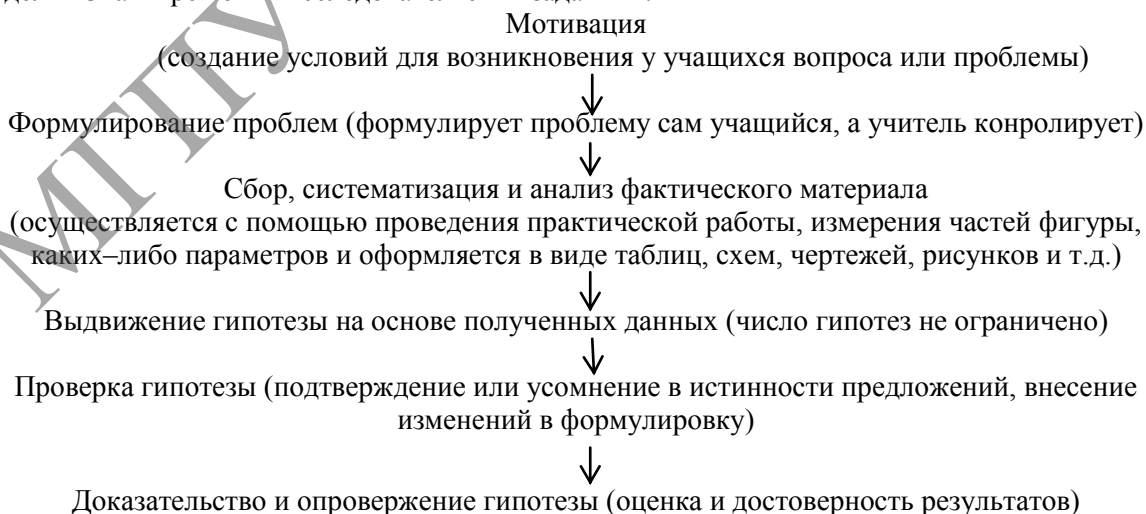 Мотивация
(создание условий для возникновения у учащихся вопроса или проблемы)
Формулирование проблем (формулирует проблему сам учащийся, а учитель конролирует)
Сбор, систематизация и анализ фактического материала
(осуществляется с помощью проведения практической работы, измерения частей фигуры,
каких–либо параметров и оформляется в виде таблиц, схем, чертежей, рисунков и т.д.)
Выдвижение гипотезы на основе полученных данных (число гипотез не ограничено)
Проверка гипотезы (подтверждение или усомнение в истинности предложений, внесение
изменений в формулировку)
Доказательство и опровержение гипотезы (оценка и достоверность результатов)